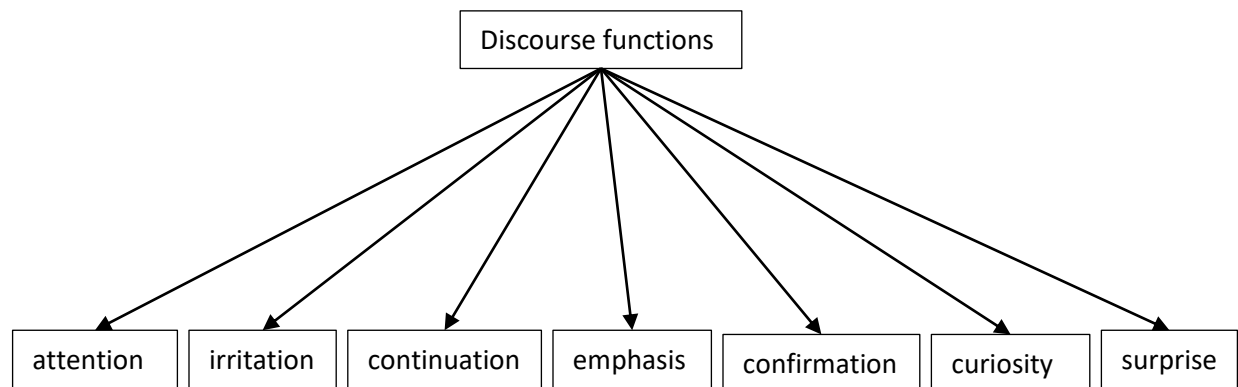 Discourse functions
attention
irritation
continuation
emphasis
confirmation
curiosity
surprise